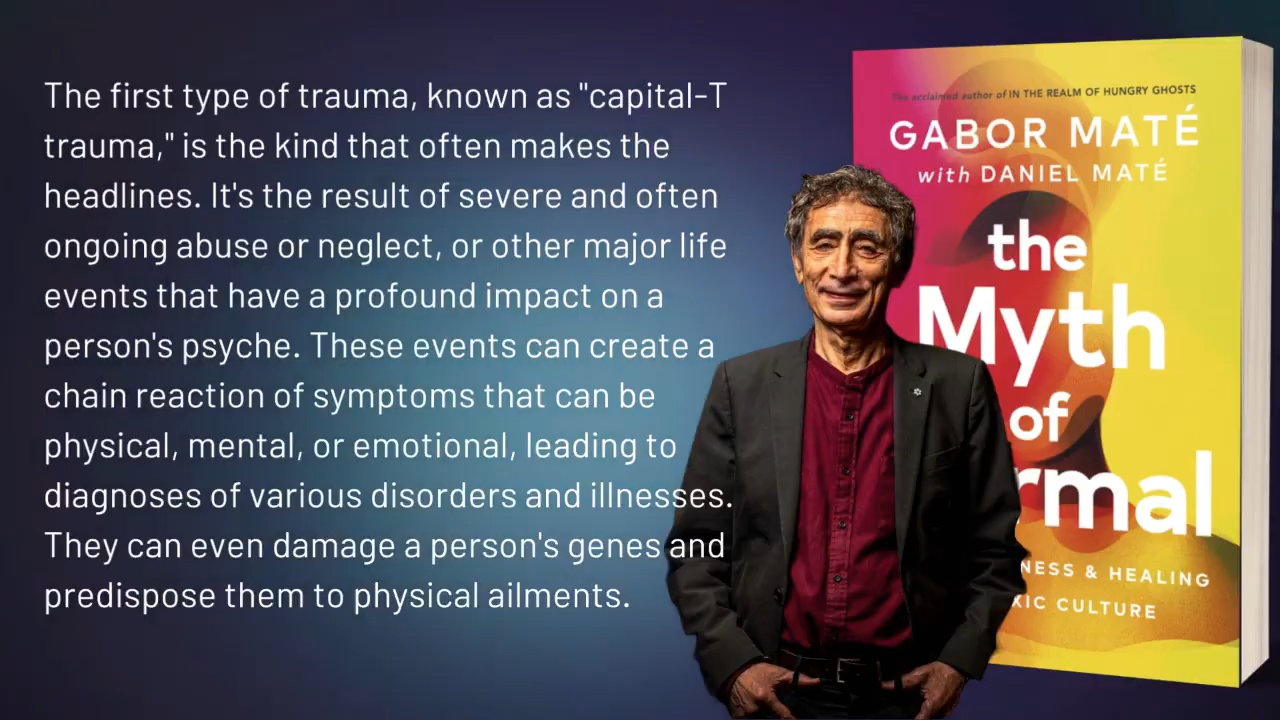 The first type of trauma, known as "capital-T
trauma," is the kind that often makes the
headlines. It's the result of severe and often
ongoing abuse or neglect, or other major life
events that have a profound impact on a
person's psyche. These events can create a
chain reaction of symptoms that can be
physical, mental, or emotional, leading to
diagnoses of various disorders and illnesses.
They can even damage a person's genes and
predispose them to physical ailments.
The acclaimed author of IN THE REALM OF HUNGRY GHOSTS
GABOR MATÉ
with DANIEL MATÉ
the
Myth
of
rmal
NESS & HEALING
XIC CULTURE